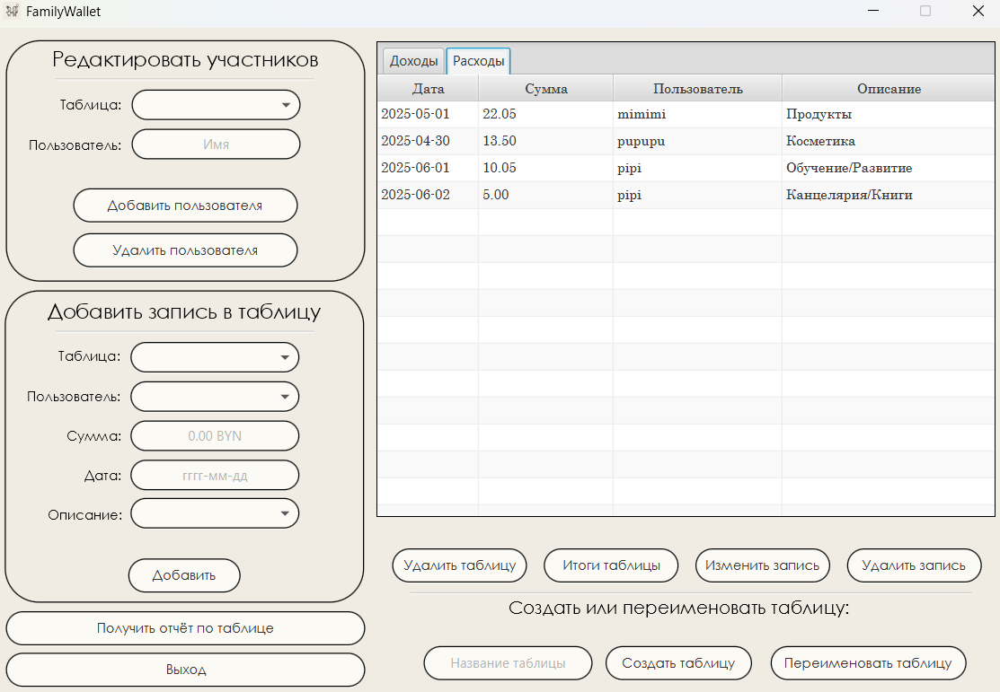 FamilyWallet
Редактировать участников
Таблица:
Пользователь: Имя
Добавить пользователя
Удалить пользователя
Добавить запись в таблицу
Таблица:
Пользователь:
Сумма: 0.00 BYN
Дата: гггг-мм-дд
Описание:
Добавить
Получить отчёт по таблице
Выход
Доходы Расходы
Дата Сумма Пользователь Описание
2025-05-01 22.05 mimimi Продукты
2025-04-30 13.50 pupupu Косметика
2025-06-01 10.05 pipi Обучение/Развитие
2025-06-02 5.00 pipi Канцелярия/Книги
Удалить таблицу Итоги таблицы Изменить запись Удалить запись
Создать или переименовать таблицу:
Название таблицы Создать таблицу Переименовать таблицу